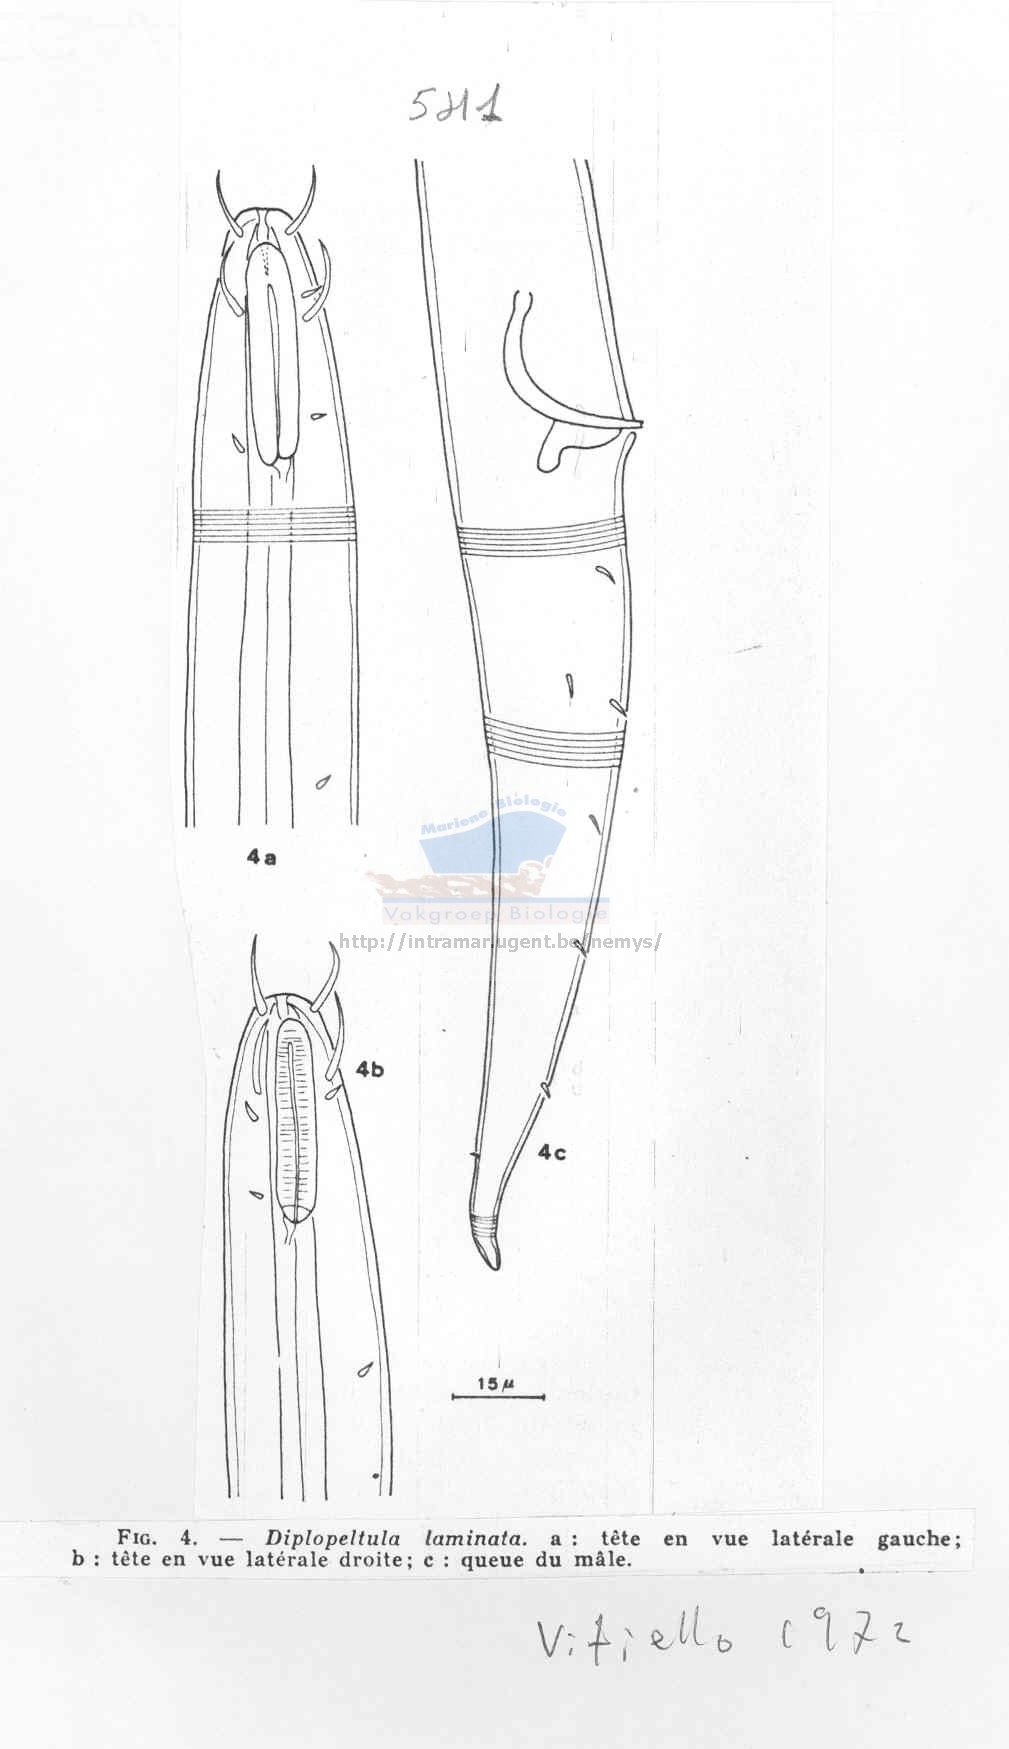 5411
4a
Mariene Biologie
Vakgroep Biologie
http://intramar.ugent.be/nemys/
4b
4c
15 µ
FIG. 4. — Diplopeltula laminata. a : tête en vue latérale gauche;
b : tête en vue latérale droite; c : queue du mâle.
Vitiello 1972